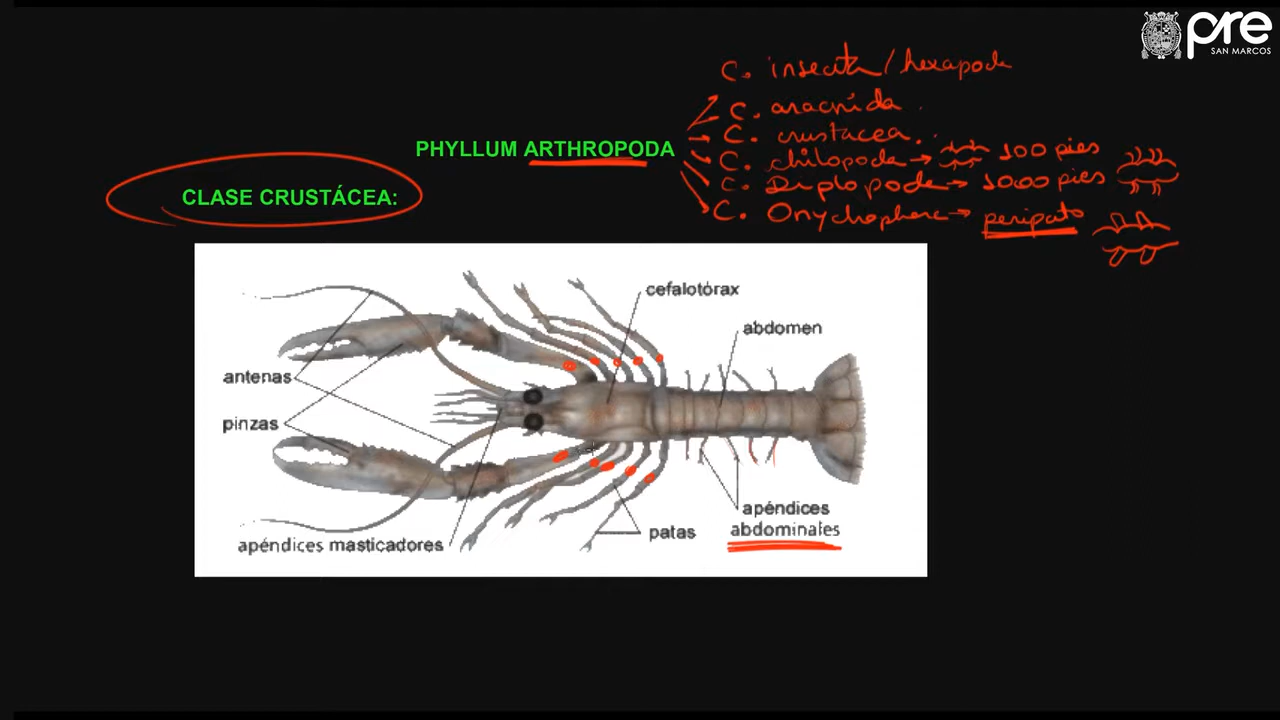 pre
SAN MARCOS
C. insecta/hexapoda
C. aracnida
C. crustacea
C. chilopoda → 100 pies
C. Diplopoda → 1000 pies
C. Onychophera → peripato
PHYLLUM ARTHROPODA
CLASE CRUSTÁCEA:
cefalotórax
abdomen
antenas
pinzas
apéndices
abdominales
patas
apéndices masticadores